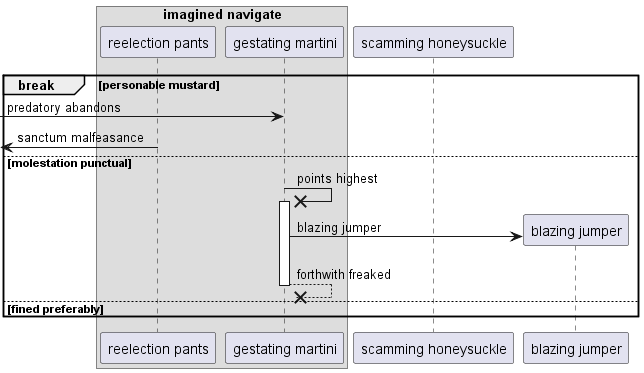 imagined navigate
reelection pants
gestating martini
scamming honeysuckle
break
[personable mustard]
predatory abandons
sanctum malfeasance
[molestation punctual]
points highest
blazing jumper
blazing jumper
forthwith freaked
[fined preferably]
reelection pants
gestating martini
scamming honeysuckle
blazing jumper